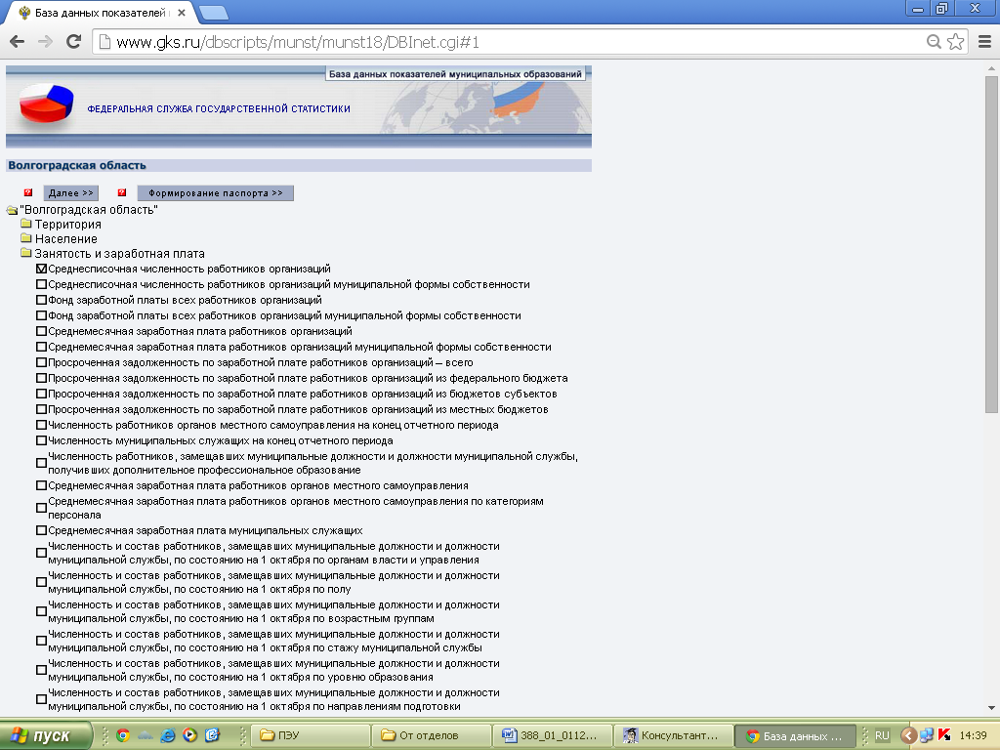 База данных показателей
www.gks.ru/dbscripts/munst/munst18/DBInet.cgi#1
База данных показателей муниципальных образований
ФЕДЕРАЛЬНАЯ СЛУЖБА ГОСУДАРСТВЕННОЙ СТАТИСТИКИ
Волгоградская область
? Далее >> ? Формирование паспорта >>
"Волгоградская область"
Территория
Население
Занятость и заработная плата
Среднесписочная численность работников организаций
Среднесписочная численность работников организаций муниципальной формы собственности
Фонд заработной платы всех работников организаций
Фонд заработной платы всех работников организаций муниципальной формы собственности
Среднемесячная заработная плата работников организаций
Среднемесячная заработная плата работников организаций муниципальной формы собственности
Просроченная задолженность по заработной плате работников организаций – всего
Просроченная задолженность по заработной плате работников организаций из федерального бюджета
Просроченная задолженность по заработной плате работников организаций из бюджетов субъектов
Просроченная задолженность по заработной плате работников организаций из местных бюджетов
Численность работников органов местного самоуправления на конец отчетного периода
Численность муниципальных служащих на конец отчетного периода
Численность работников, замещавших муниципальные должности и должности муниципальной службы,
получивших дополнительное профессиональное образование
Среднемесячная заработная плата работников органов местного самоуправления
Среднемесячная заработная плата работников органов местного самоуправления по категориям
персонала
Среднемесячная заработная плата муниципальных служащих
Численность и состав работников, замещавших муниципальные должности и должности
муниципальной службы, по состоянию на 1 октября по органам власти и управления
Численность и состав работников, замещавших муниципальные должности и должности
муниципальной службы, по состоянию на 1 октября по полу
Численность и состав работников, замещавших муниципальные должности и должности
муниципальной службы, по состоянию на 1 октября по возрастным группам
Численность и состав работников, замещавших муниципальные должности и должности
муниципальной службы, по состоянию на 1 октября по стажу муниципальной службы
Численность и состав работников, замещавших муниципальные должности и должности
муниципальной службы, по состоянию на 1 октября по уровню образования
Численность и состав работников, замещавших муниципальные должности и должности
муниципальной службы, по состоянию на 1 октября по направлениям подготовки
пуск ПЭУ От отделов 388_01_0112... Консультант... База данных ... RU 14:39